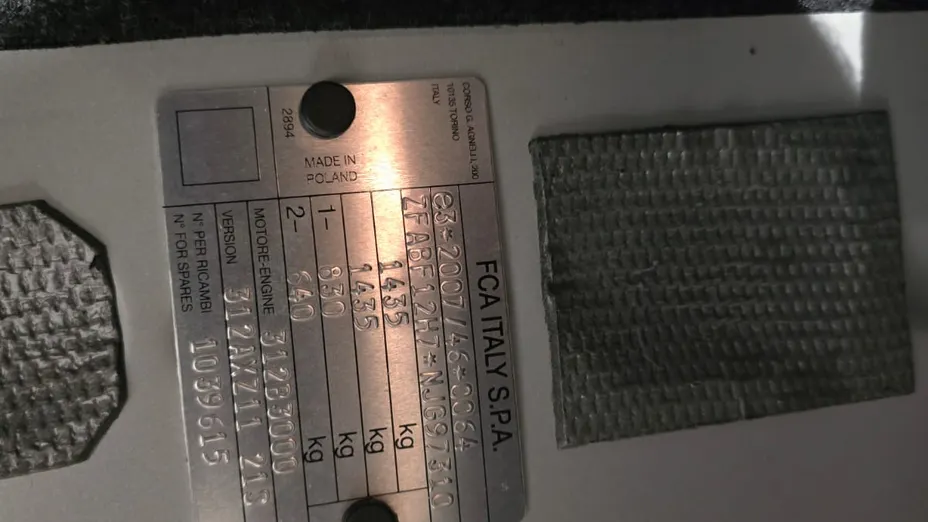 FCA ITALY S.P.A.
CORSO G. AGNELLI, 200
10135 TORINO
ITALY
e3*2007/46*0064
ZFABF12H7*NJ697310
1435 kg
1435 kg
1- 830 kg
2- 640 kg
MADE IN
POLAND
2894
MOTORE-ENGINE 312B3000
VERSION 312AXZ11 21S
N° PER RICAMBI
N° FOR SPARES 1039615